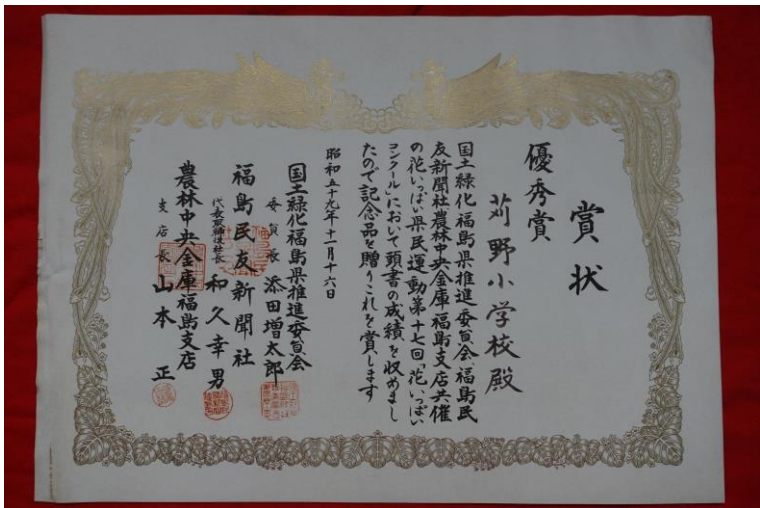 賞状
優秀賞
苅野小学校殿
国土緑化福島県推進委員会、福島民
友新聞社農林中央金庫福島支店共催
の花いっぱい県民運動第十七回「花いっぱい
コンクール」において頭書の成績を収めまし
たので記念品を贈りこれを賞します
昭和五十九年十一月十六日
国土緑化福島県推進委員会
委員長 添田増太郎
福島民友新聞社
代表取締役社長 和久幸男
農林中央金庫福島支店
支店長 山本正